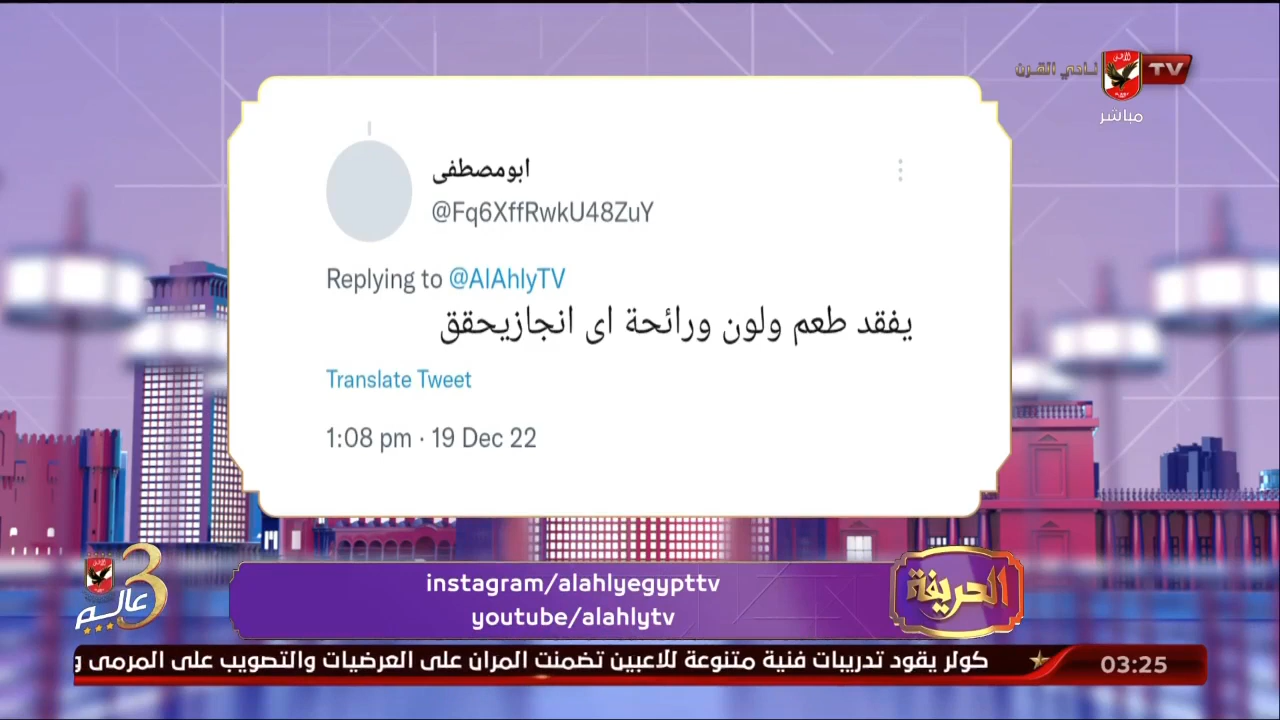 نادي القرن
TV
مباشر
ابومصطفى
@Fq6XffRwkU48ZuY
Replying to @AlAhlyTV
يفقد طعم ولون ورائحة اى انجازيحقق
Translate Tweet
1:08 pm · 19 Dec 22
3
عالم
instagram/alahlyegypttv
youtube/alahlytv
الحريفة
كولر يقود تدريبات فنية متنوعة للاعبين تضمنت المران على العرضيات والتصويب على المرمى و
03:25